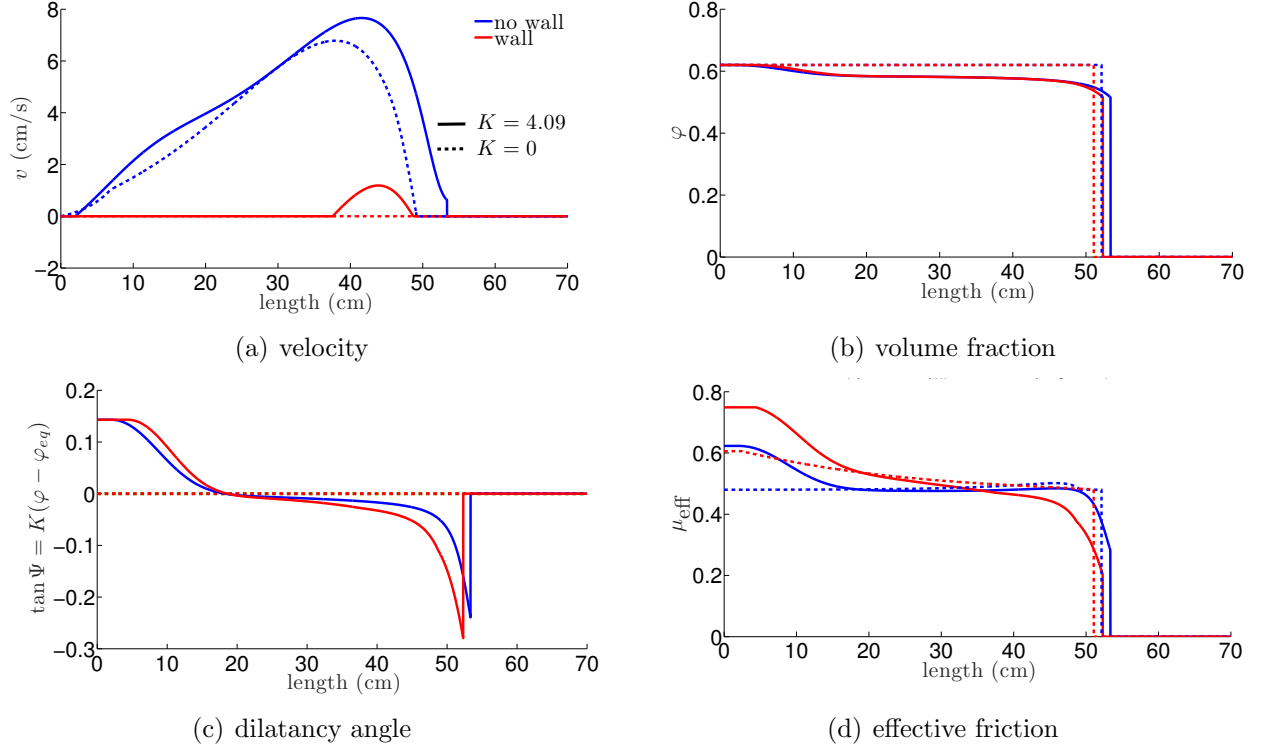 8
6
4
2
0
−2
v (cm/s)
no wall
wall
K = 4.09
K = 0
0 10 20 30 40 50 60 70
length (cm)
(a) velocity
0.8
0.6
0.4
0.2
0
φ
0 10 20 30 40 50 60 70
length (cm)
(b) volume fraction
0.2
0.1
0
−0.1
−0.2
−0.3
tan Ψ = K(φ − φeq)
0 10 20 30 40 50 60 70
length (cm)
(c) dilatancy angle
0.8
0.6
0.4
0.2
0
μeff
0 10 20 30 40 50 60 70
length (cm)
(d) effective friction